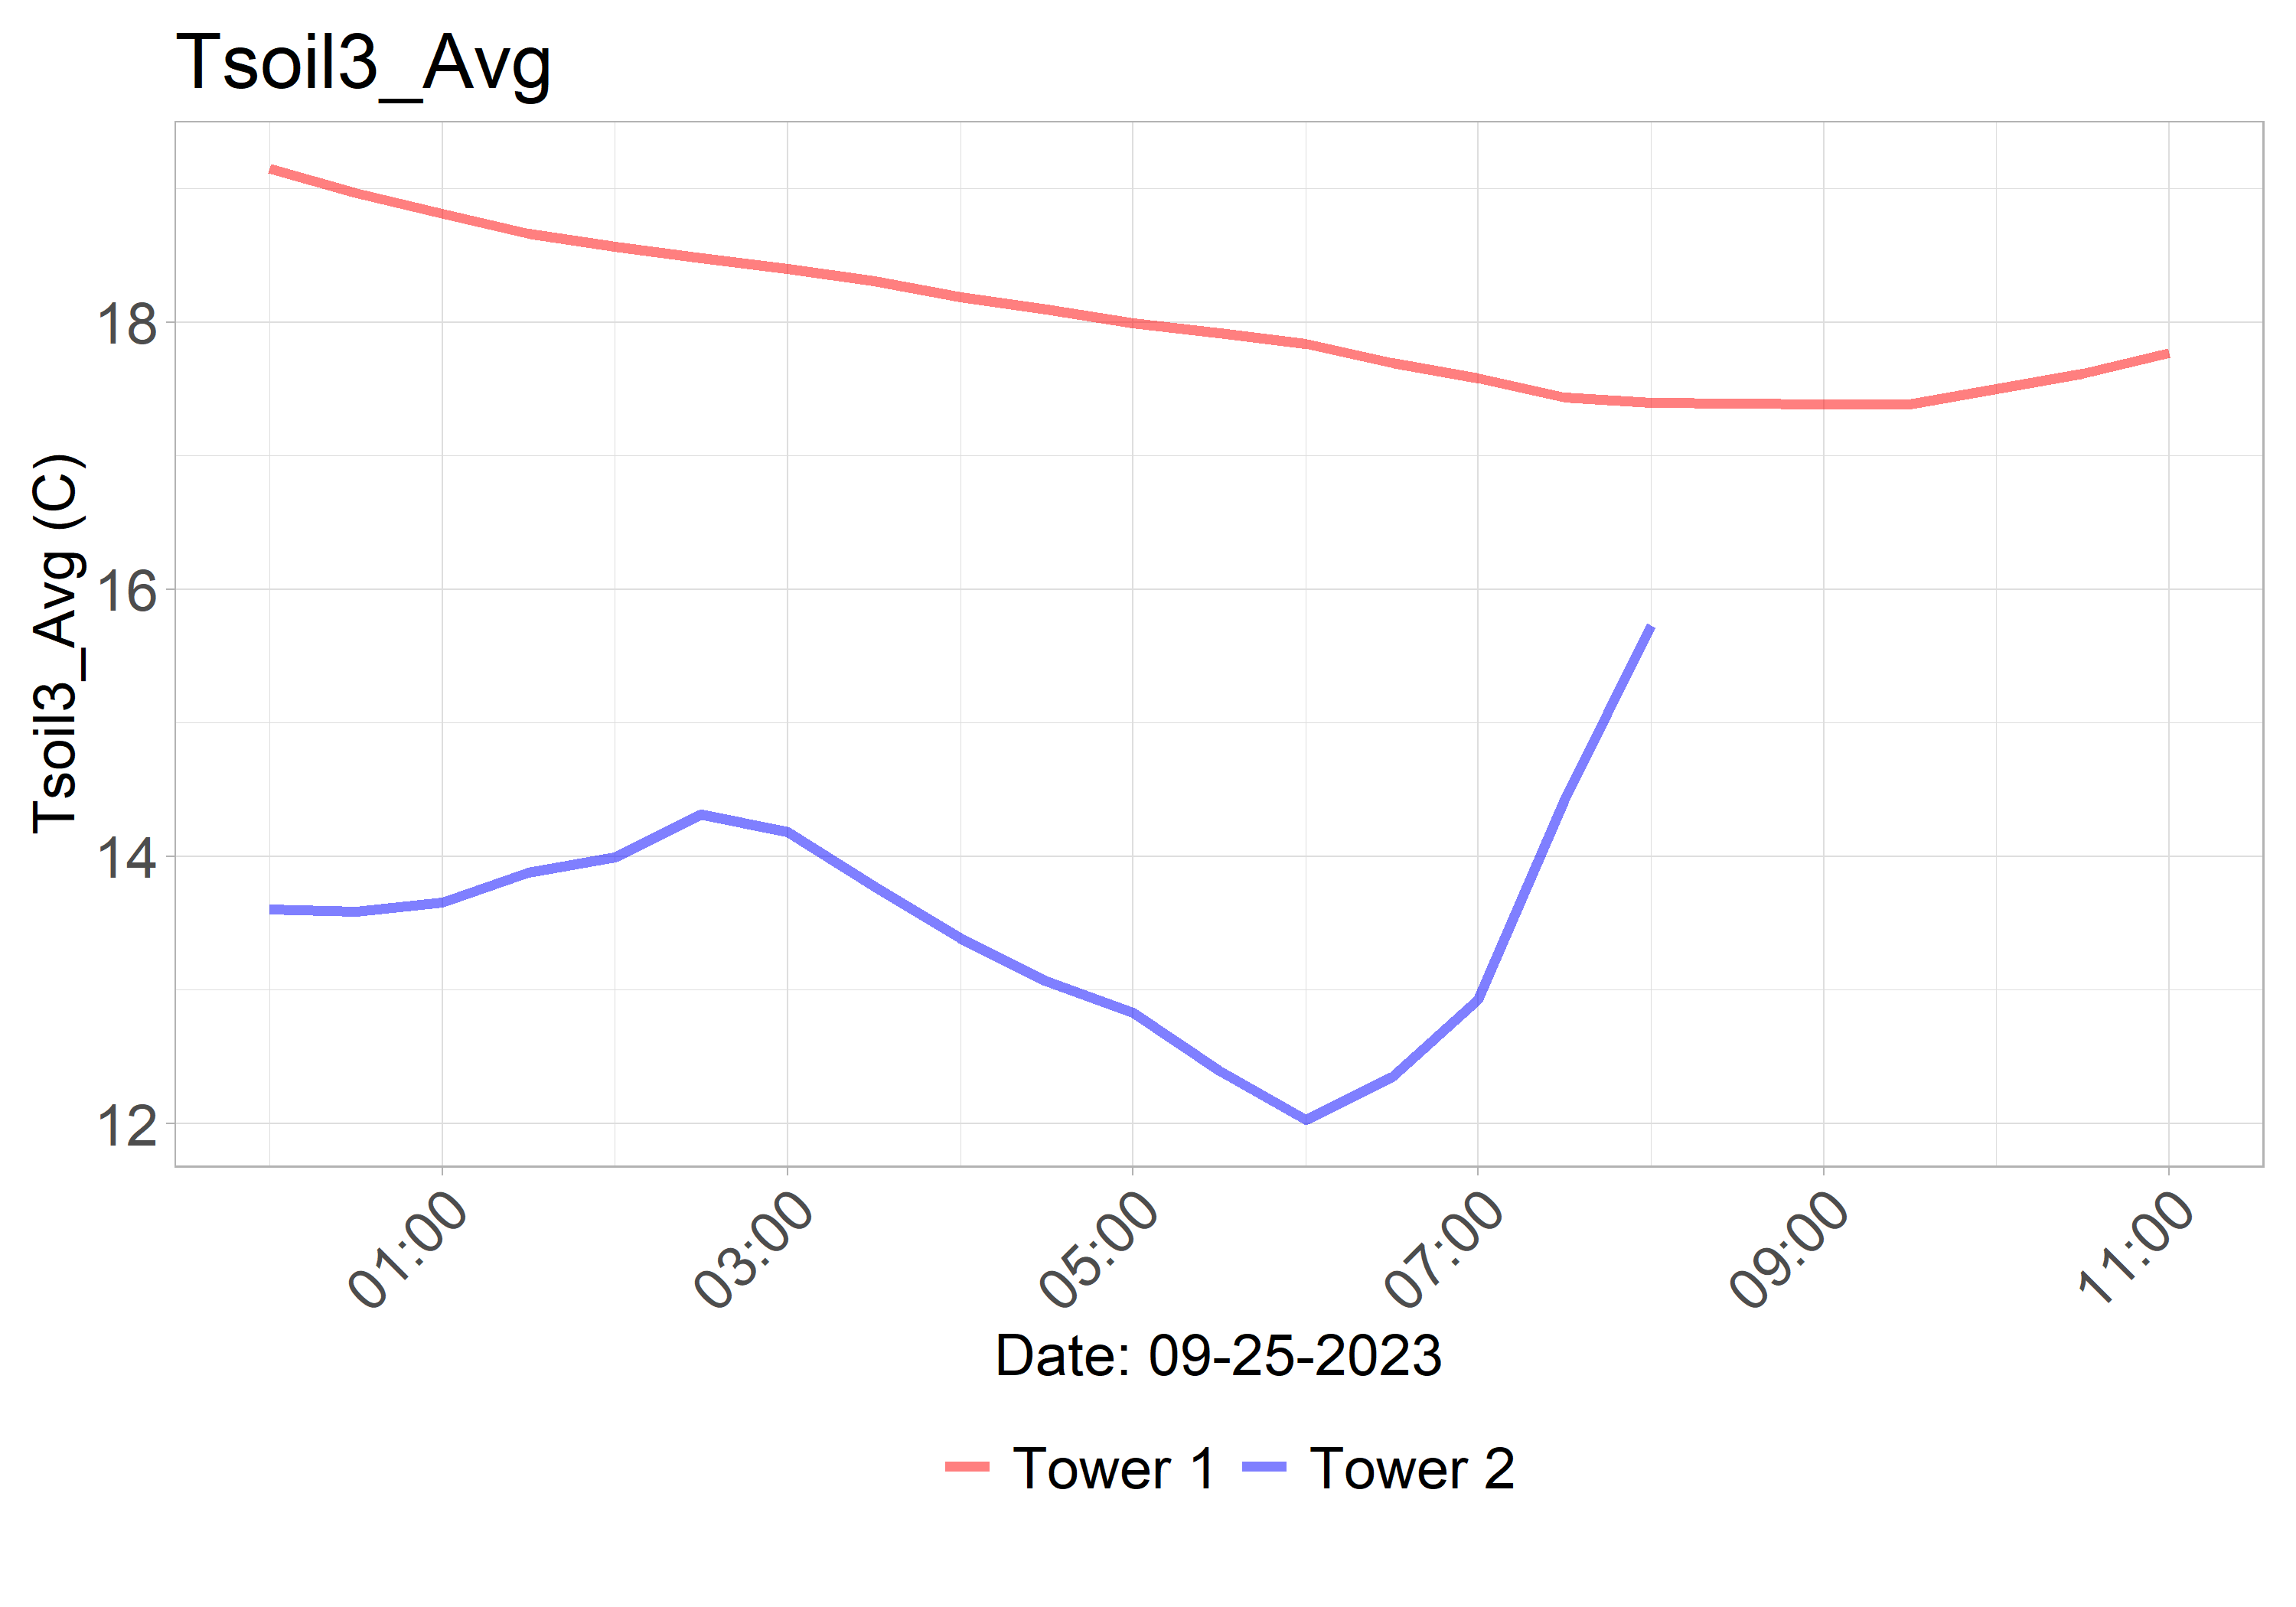 Tsoil3_Avg
Tsoil3_Avg (C)
18
16
14
12
01:00 03:00 05:00 07:00 09:00 11:00
Date: 09-25-2023
Tower 1 Tower 2